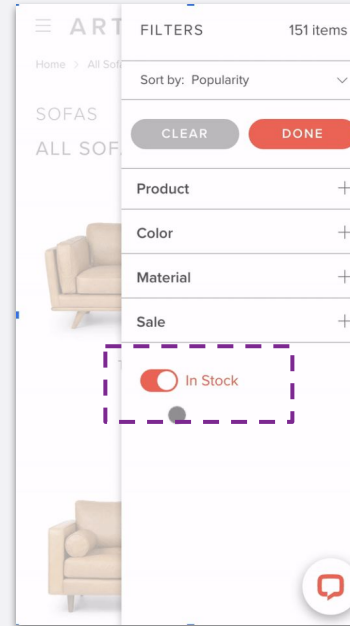 ART
FILTERS
151 items
Home > All Sofa
Sort by: Popularity
SOFAS
CLEAR
DONE
ALL SOF
Product
Color
Material
Sale
In Stock